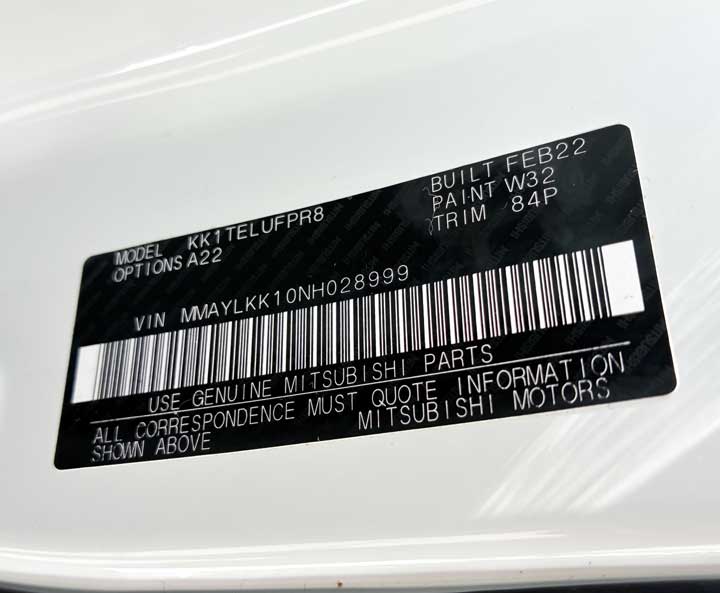 MODEL KK1TELUFPR8
OPTIONS A22
BUILT FEB22
PAINT W32
TRIM 84P
VIN MMAYLKK10NH028999
USE GENUINE MITSUBISHI PARTS
ALL CORRESPONDENCE MUST QUOTE INFORMATION
SHOWN ABOVE MITSUBISHI MOTORS